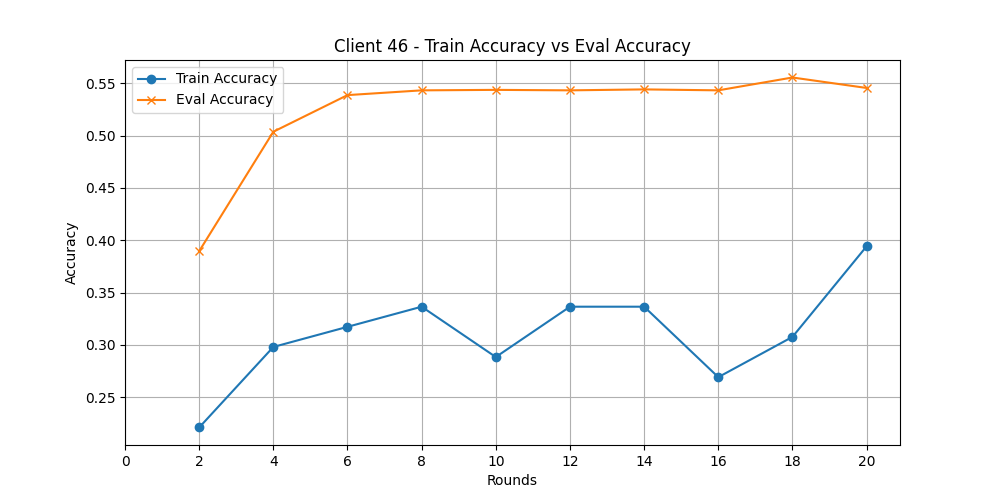 Client 46 - Train Accuracy vs Eval Accuracy
Train Accuracy
Eval Accuracy
0.55
0.50
0.45
0.40
0.35
0.30
0.25
Accuracy
0 2 4 6 8 10 12 14 16 18 20
Rounds